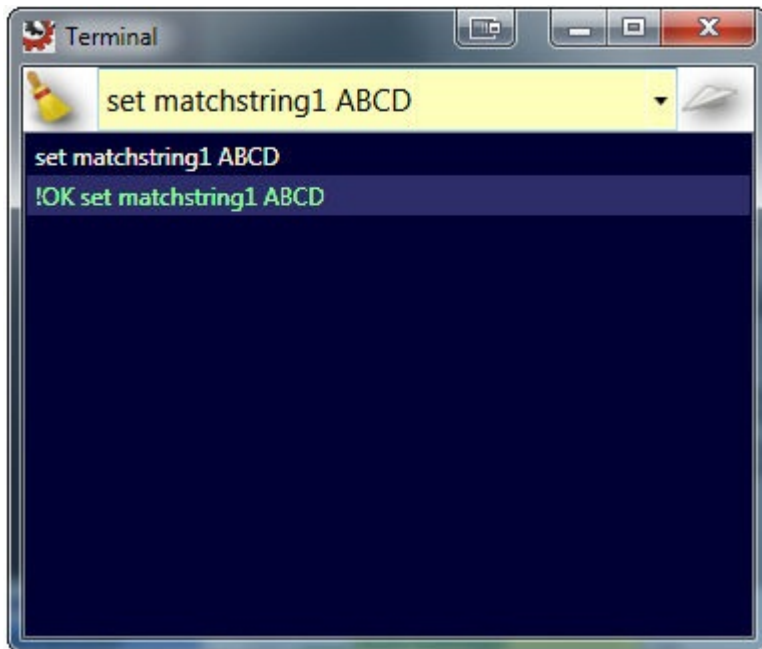 Terminal
set matchstring1 ABCD
set matchstring1 ABCD
!OK set matchstring1 ABCD